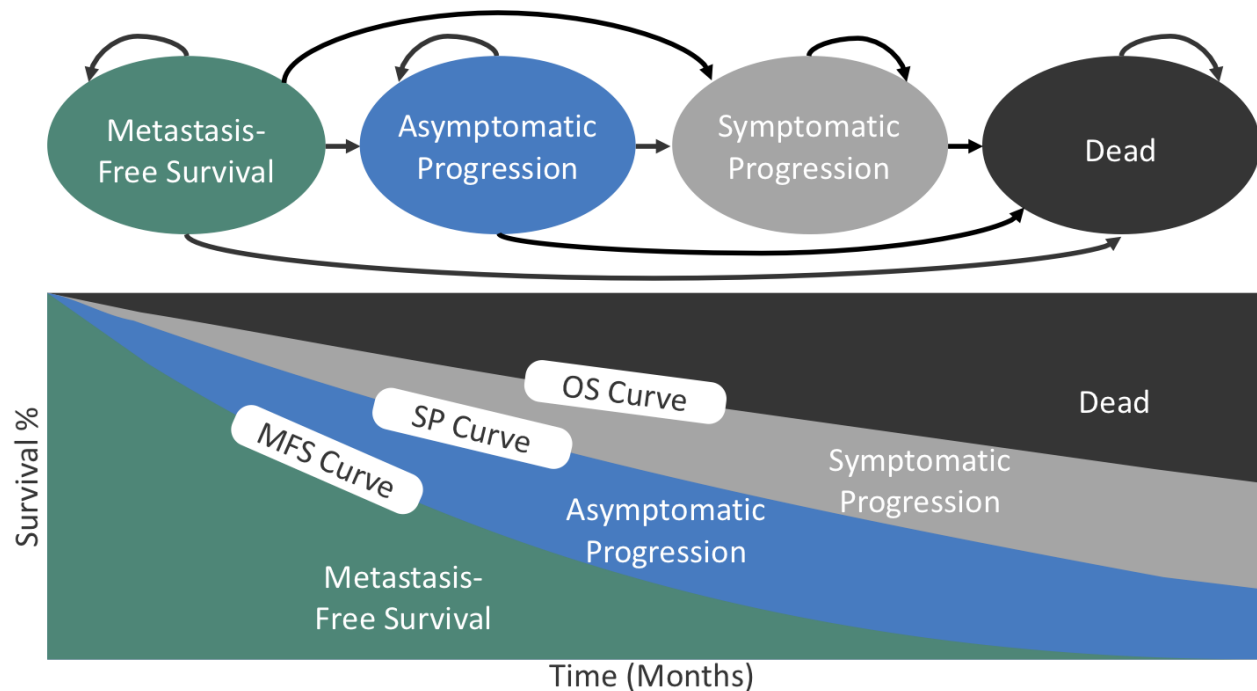 Metastasis-
Free Survival
Asymptomatic
Progression
Symptomatic
Progression
Dead
OS Curve
SP Curve
MFS Curve
Dead
Symptomatic
Progression
Asymptomatic
Progression
Metastasis-
Free Survival
Survival %
Time (Months)